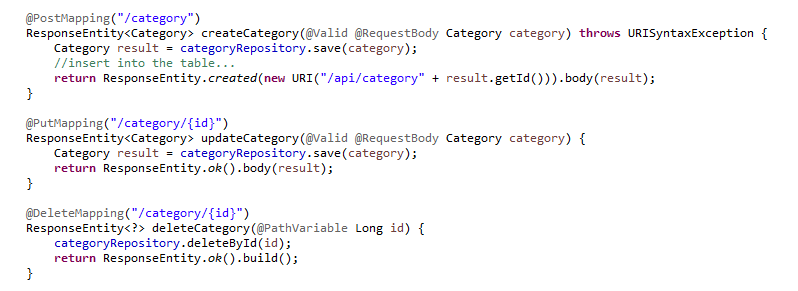 @PostMapping("/category")
ResponseEntity<Category> createCategory(@Valid @RequestBody Category category) throws URISyntaxException {
    Category result = categoryRepository.save(category);
    //insert into the table...
    return ResponseEntity.created(new URI("/api/category" + result.getId())).body(result);
}

@PutMapping("/category/{id}")
ResponseEntity<Category> updateCategory(@Valid @RequestBody Category category) {
    Category result = categoryRepository.save(category);
    return ResponseEntity.ok().body(result);
}

@DeleteMapping("/category/{id}")
ResponseEntity<?> deleteCategory(@PathVariable Long id) {
    categoryRepository.deleteById(id);
    return ResponseEntity.ok().build();
}